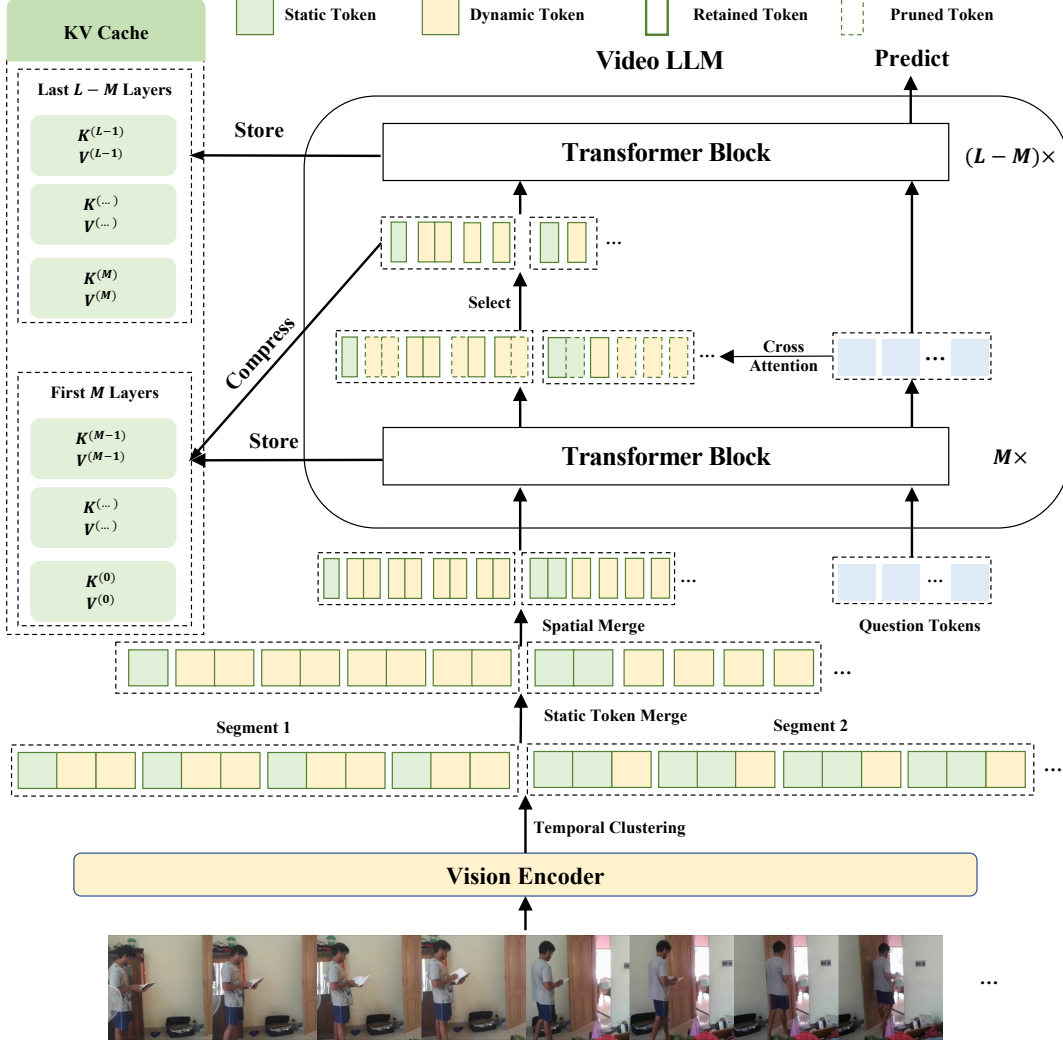 Static Token
Dynamic Token
Retained Token
Pruned Token
KV Cache
Video LLM
Predict
Last L − M Layers
K^(L−1)
V^(L−1)
K^(…)
V^(…)
K^(M)
V^(M)
Store
Transformer Block
(L − M)×
...
Select
Compress
...
Cross
Attention
...
First M Layers
K^(M−1)
V^(M−1)
K^(…)
V^(…)
K^(0)
V^(0)
Store
Transformer Block
M×
...
...
Spatial Merge
Question Tokens
...
Static Token Merge
Segment 1
Segment 2
...
Temporal Clustering
Vision Encoder
...